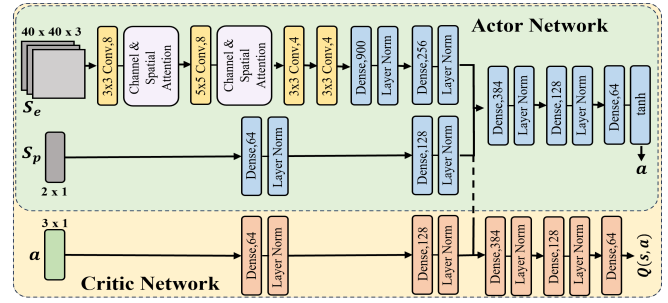 Actor Network
40 x 40 x 3
S_e
3x3 Conv,8
Channel &
Spatial
Attention
5x5 Conv,8
Channel &
Spatial
Attention
3x3 Conv,4
3x3 Conv,4
Dense,900
Layer Norm
Dense,256
Layer Norm
Dense,384
Layer Norm
Dense,128
Layer Norm
Dense,64
tanh
a
S_p
2 x 1
Dense,64
Layer Norm
Dense,128
Layer Norm
3 x 1
a
Dense,64
Layer Norm
Dense,128
Layer Norm
Dense,384
Layer Norm
Dense,128
Layer Norm
Dense,64
Q(s,a)
Critic Network